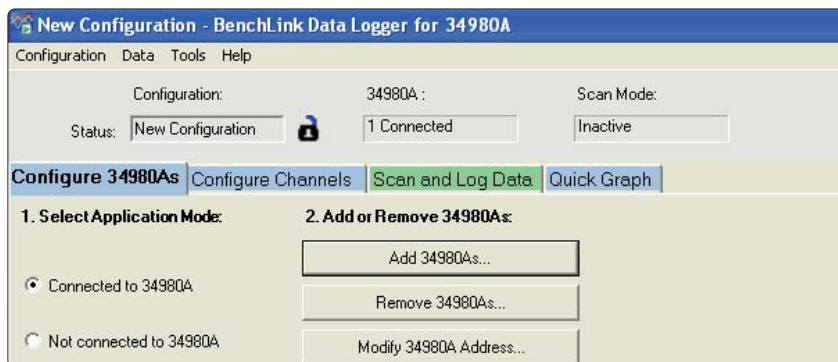 New Configuration - BenchLink Data Logger for 34980A
Configuration Data Tools Help
Configuration: 34980A : Scan Mode:
Status: New Configuration 1 Connected Inactive
Configure 34980As Configure Channels Scan and Log Data Quick Graph
1. Select Application Mode: 2. Add or Remove 34980As:
Add 34980As...
Connected to 34980A
Remove 34980As...
Not connected to 34980A
Modify 34980A Address...